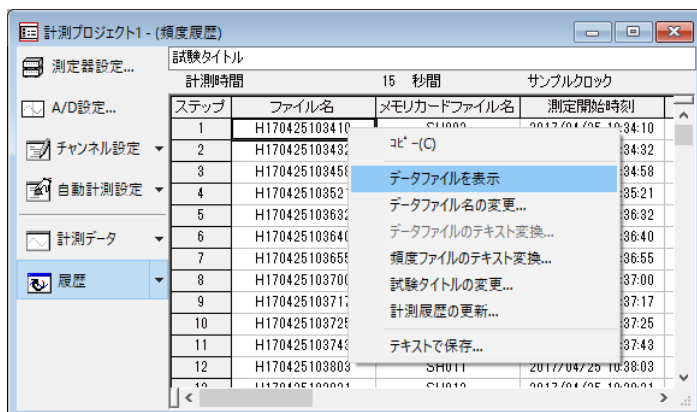 計測プロジェクト1 - (頻度履歴)
測定器設定...
A/D設定...
チャンネル設定
自動計測設定
計測データ
履歴
試験タイトル
計測時間 15 秒間 サンプルクロック
ステップ ファイル名 メモリカードファイル名 測定開始時刻
1 H170425103410 2017/04/25 10:34:10
2 H170425103432 :34:32
3 H170425103458 :34:58
4 H17042510352 :35:21
5 H170425103632 :36:32
6 H170425103640 :36:40
7 H170425103655 :36:55
8 H170425103700 :37:00
9 H170425103717 :37:17
10 H170425103725 :37:25
11 H170425103743 :37:43
12 H170425103803 SH011 2017/04/25 10:38:03
コピー(C)
データファイルを表示
データファイル名の変更...
データファイルのテキスト変換...
頻度ファイルのテキスト変換...
試験タイトルの変更...
計測履歴の更新...
テキストで保存...